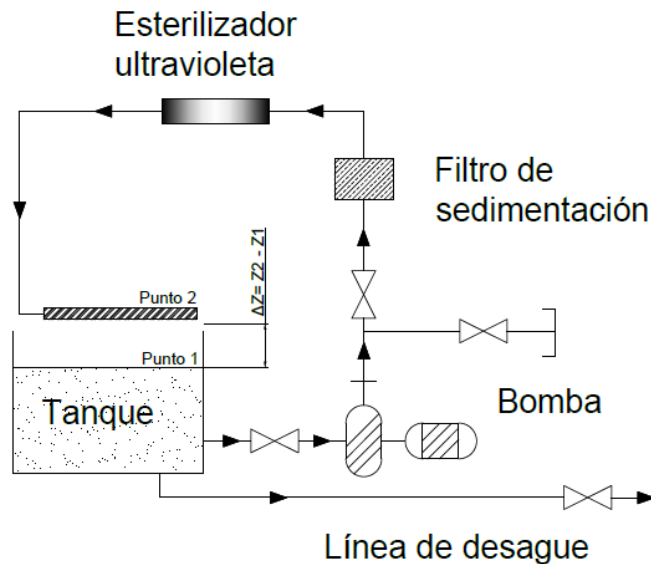 Esterilizador
ultravioleta
Filtro de
sedimentación
ΔZ= Z2 - Z1
Punto 2
Punto 1
Tanque
Bomba
Línea de desague